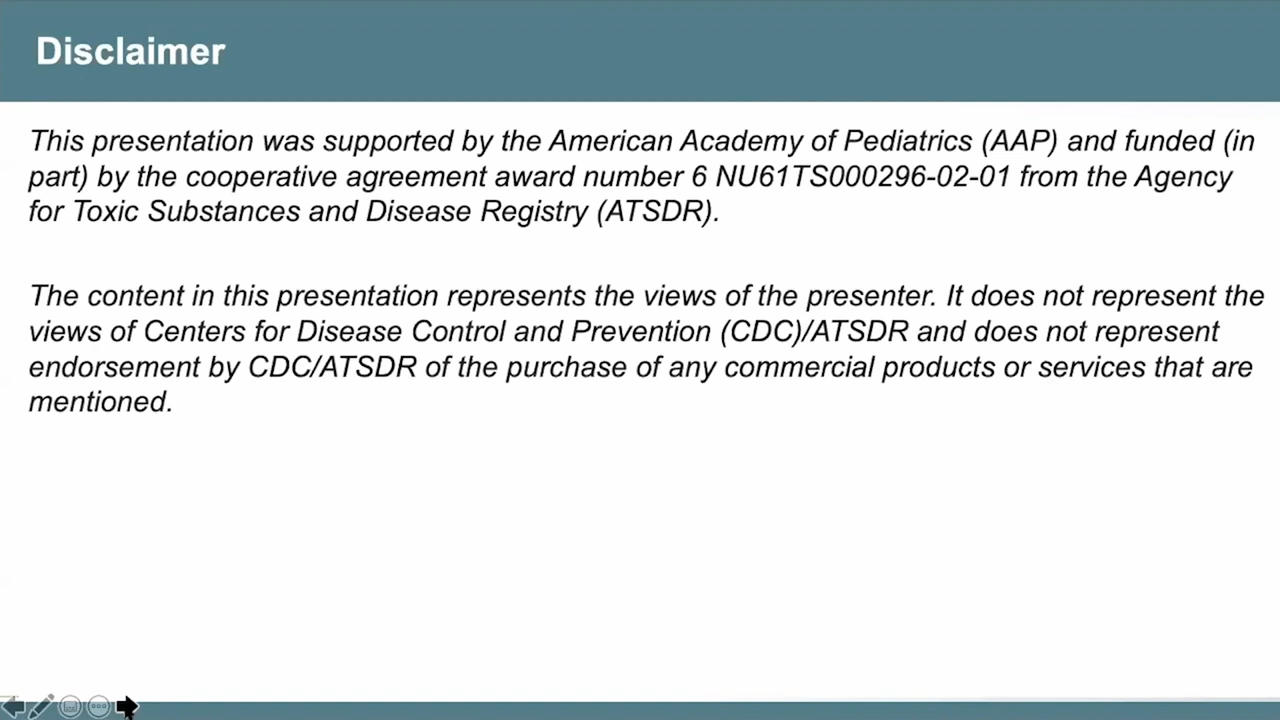 Disclaimer
This presentation was supported by the American Academy of Pediatrics (AAP) and funded (in
part) by the cooperative agreement award number 6 NU61TS000296-02-01 from the Agency
for Toxic Substances and Disease Registry (ATSDR).
The content in this presentation represents the views of the presenter. It does not represent the
views of Centers for Disease Control and Prevention (CDC)/ATSDR and does not represent
endorsement by CDC/ATSDR of the purchase of any commercial products or services that are
mentioned.